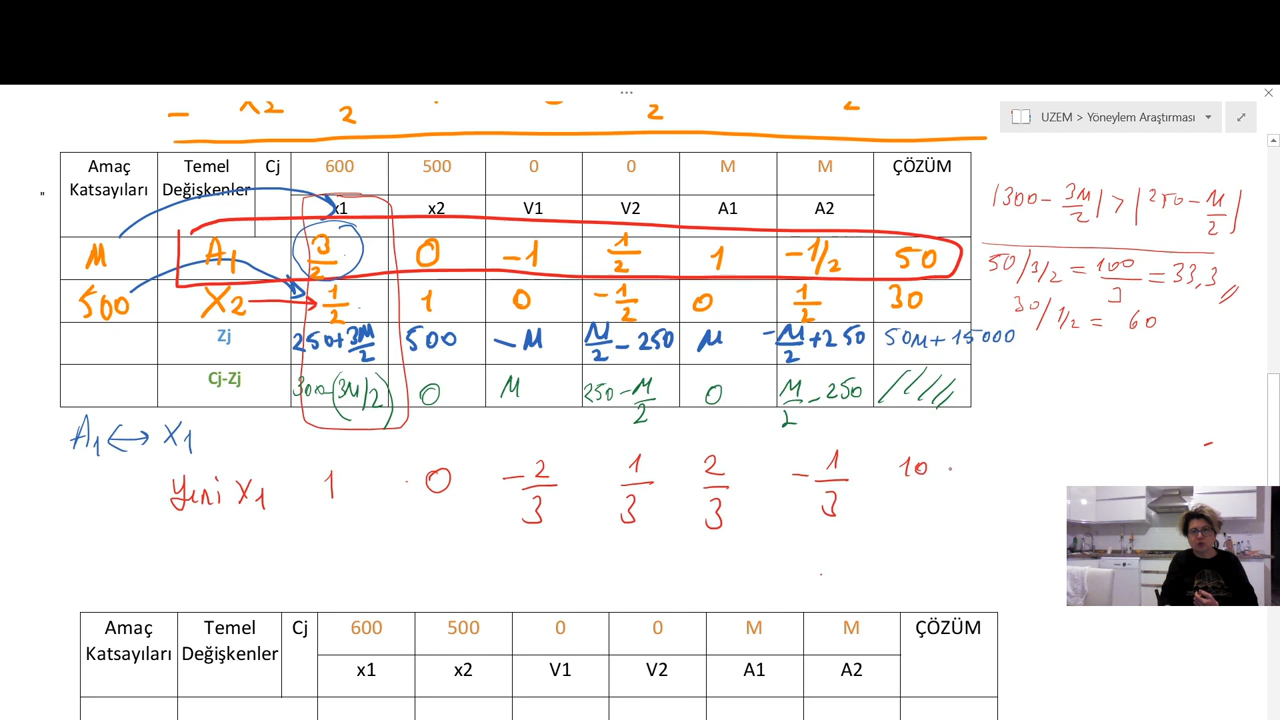 UZEM > Yöneylem Araştırması
- X2 2 2 2
Amaç Katsayıları Temel Değişkenler Cj 600 500 0 0 M M ÇÖZÜM
x1 x2 V1 V2 A1 A2
M A1 3/2 0 -1 1/2 1 -1/2 50
500 X2 1/2 1 0 -1/2 0 1/2 30
Zj 250+3M/2 500 -M M/2-250 M -M/2+250 50M+15000
Cj-Zj 300-(3M/2) 0 M 250-M/2 0 M/2-250
|300-3M/2| > |250-M/2|
50/3/2 = 100/3 = 33,3
30/1/2 = 60
A1 ↔ X1
Yeni X1 1 0 -2/3 1/3 2/3 -1/3 10
Amaç Katsayıları Temel Değişkenler Cj 600 500 0 0 M M ÇÖZÜM
x1 x2 V1 V2 A1 A2